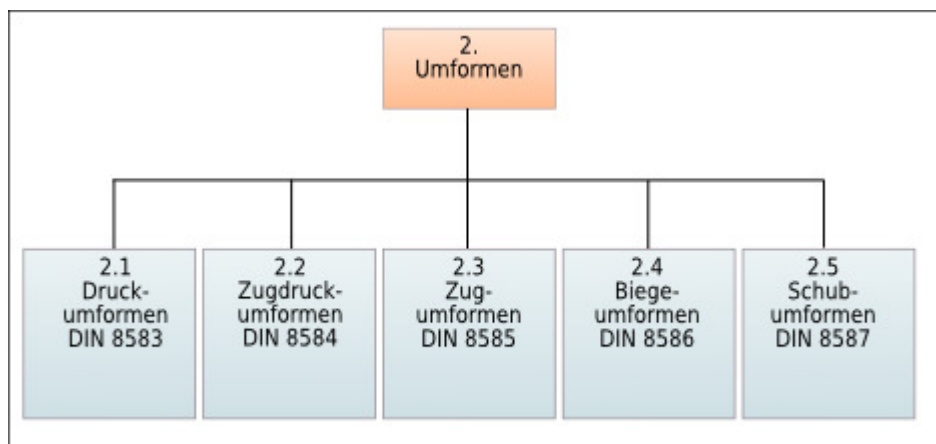 2.
Umformen
2.1
Druck-
umformen
DIN 8583
2.2
Zugdruck-
umformen
DIN 8584
2.3
Zug-
umformen
DIN 8585
2.4
Biege-
umformen
DIN 8586
2.5
Schub-
umformen
DIN 8587